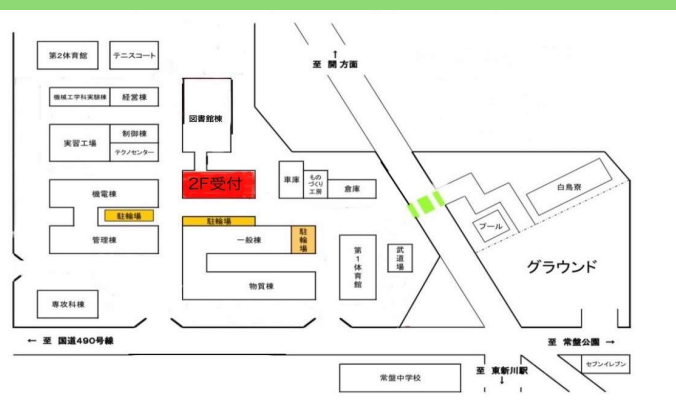 ↑
至 開 方面
第2体育館
テニスコート
機械工学科実験棟
経営棟
図書館棟
実習工場
制御棟
テクノセンター
2F受付
車庫
もの
づくり
工房
倉庫
白鳥寮
機電棟
駐輪場
管理棟
駐輪場
一般棟
駐
輪
場
物質棟
第
1
体
育
館
武
道
場
プール
グラウンド
専攻科棟
← 至 国道490号線
至 常盤公園 →
常盤中学校
至 東新川駅
↓
セブンイレブン